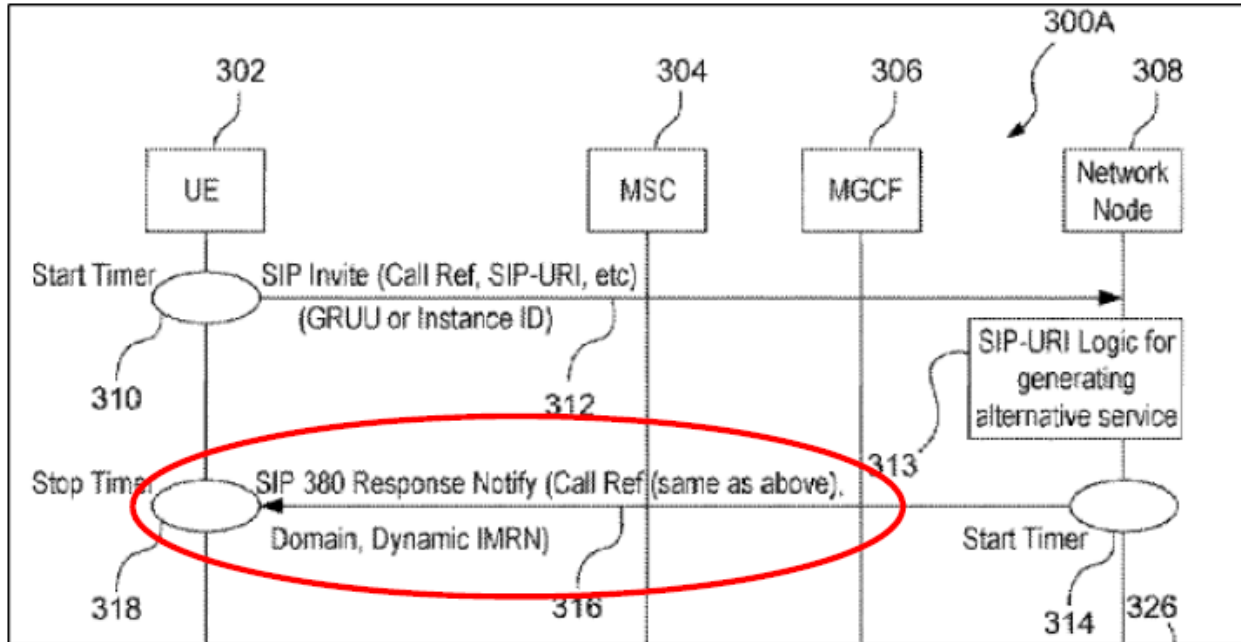 300A
302
304
306
308
UE
MSC
MGCF
Network
Node
Start Timer
SIP Invite (Call Ref, SIP-URI, etc)
(GRUU or Instance ID)
310
312
SIP-URI Logic for
generating
alternative service
313
Stop Timer
SIP 380 Response Notify (Call Ref (same as above),
Domain, Dynamic IMRN)
Start Timer
318
316
314
326